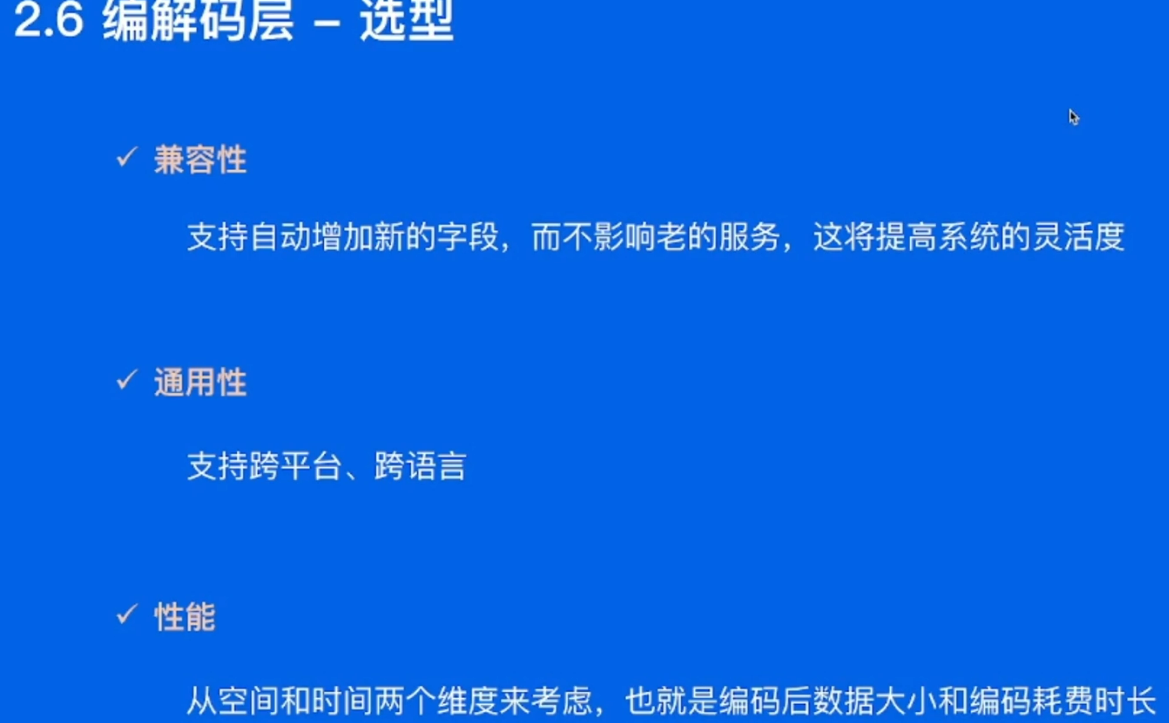 2.6 编解码层 – 选型
✓ 兼容性
支持自动增加新的字段，而不影响老的服务，这将提高系统的灵活度
✓ 通用性
支持跨平台、跨语言
✓ 性能
从空间和时间两个维度来考虑，也就是编码后数据大小和编码耗费时长